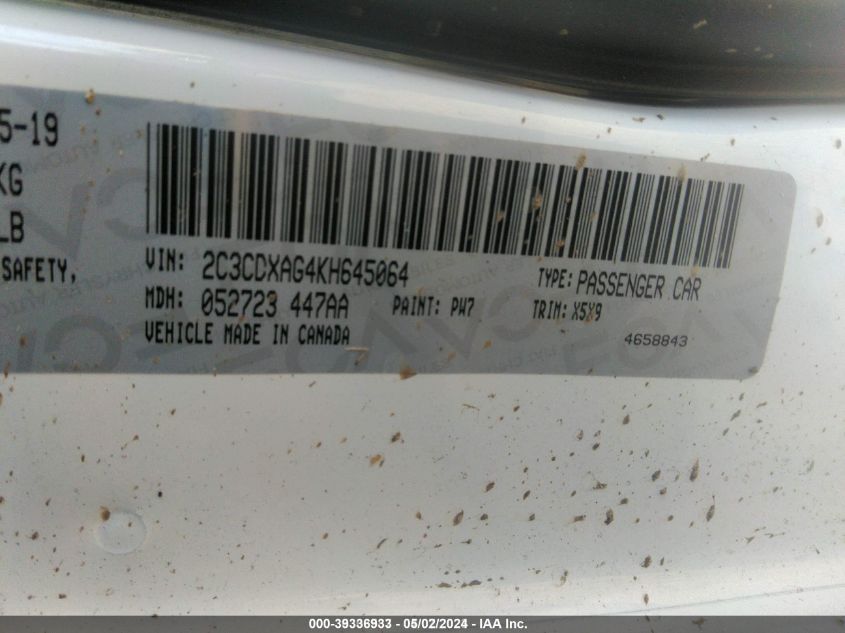 5-19
KG
LB
SAFETY,
VIN: 2C3CDXAG4KH645064 TYPE: PASSENGER CAR
MDH: 052723 447AA PAINT: PW7 TRIM: X5X9
VEHICLE MADE IN CANADA 4658843
000-39336933 - 05/02/2024 - IAA Inc.